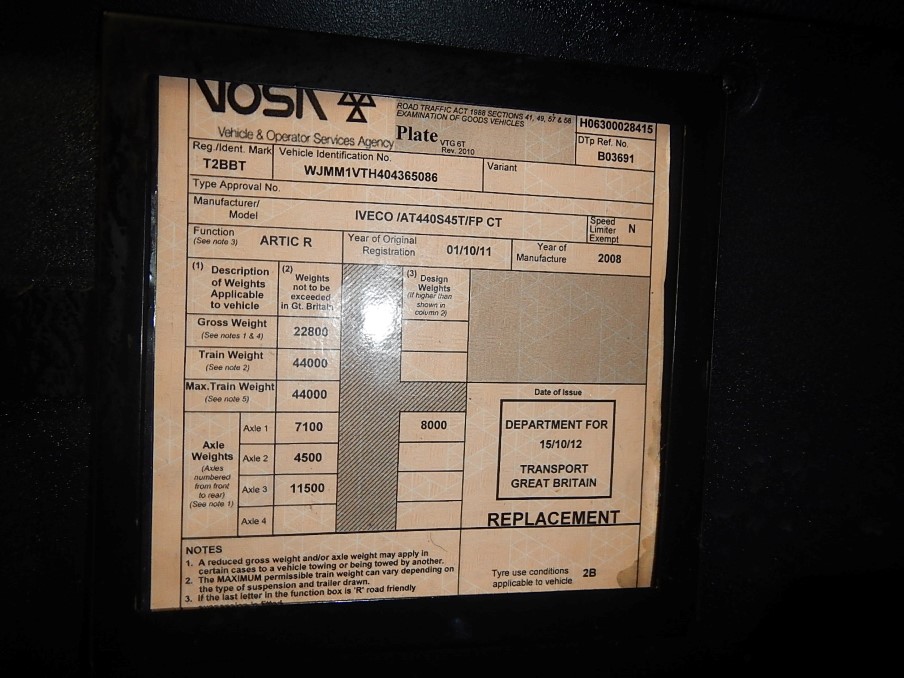 VOSA
Vehicle & Operator Services Agency
ROAD TRAFFIC ACT 1988 SECTIONS 41, 49, 57 & 58
EXAMINATION OF GOODS VEHICLES
Plate VTG 6T
Rev. 2010
H06300028415
DTp Ref. No.
B03691
Reg./Ident. Mark
T2BBT
Vehicle Identification No.
WJMM1VTH404365086
Variant
Type Approval No.
Manufacturer/
Model
IVECO /AT440S45T/FP CT
Speed
Limiter
Exempt
N
Function
(See note 3)
ARTIC R
Year of Original
Registration
01/10/11
Year of
Manufacture
2008
(1) Description
of Weights
Applicable
to vehicle
(2) Weights
not to be
exceeded
in Gt. Britain
(3) Design
Weights
(If higher than
shown in
column 2)
Gross Weight
(See notes 1 & 4)
22800
Train Weight
(See note 2)
44000
Max.Train Weight
(See note 5)
44000
Axle
Weights
(Axles
numbered
from front
to rear)
(See note 1)
Axle 1 7100 8000
Axle 2 4500
Axle 3 11500
Axle 4
Date of Issue
DEPARTMENT FOR
15/10/12
TRANSPORT
GREAT BRITAIN
REPLACEMENT
Tyre use conditions
applicable to vehicle
2B
NOTES
1. A reduced gross weight and/or axle weight may apply in
certain cases to a vehicle towing or being towed by another.
2. The MAXIMUM permissible train weight can vary depending on
the type of suspension and trailer drawn.
3. If the last letter in the function box is 'R' road friendly